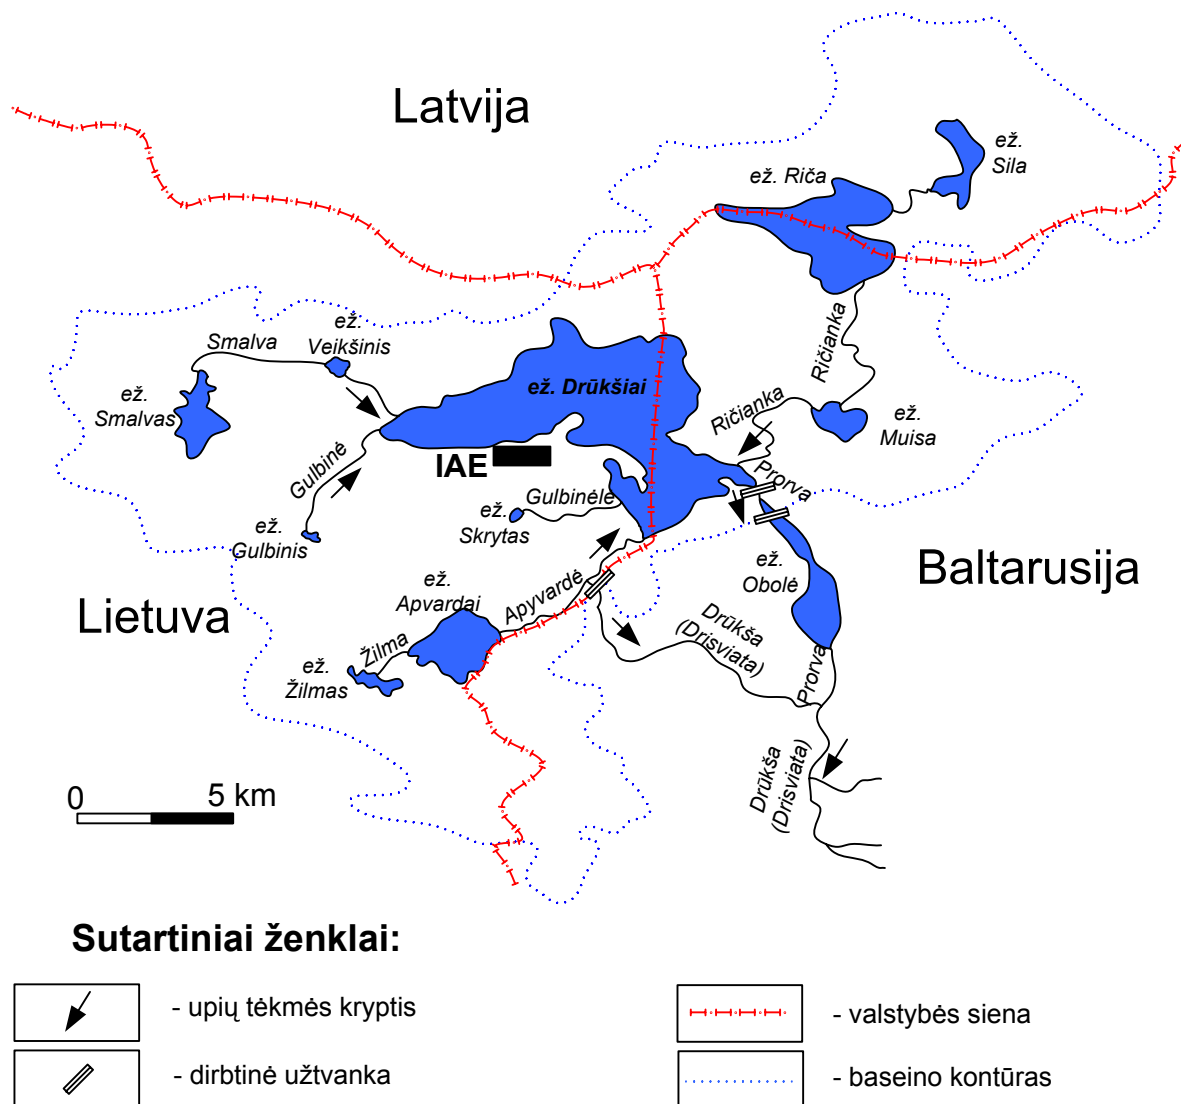 Latvija
ež.
Sila
ež. Riča
Smalva
ež.
Veikšinis
Ričianka
ež.
Smalvas
ež. Drūkšiai
Ričianka
ež.
Muisa
Gulbinė
IAE
Prorva
Gulbinėlė
ež.
Skrytas
ež.
Gulbinis
Baltarusija
ež.
Obolė
ež.
Apvardai
Apyvardė
Lietuva
Drūkša
(Drisviata)
Žilma
ež.
Žilmas
Prorva
Drūkša
(Drisviata)
0 5 km
Sutartiniai ženklai:
- upių tėkmės kryptis
- valstybės siena
- dirbtinė užtvanka
- baseino kontūras